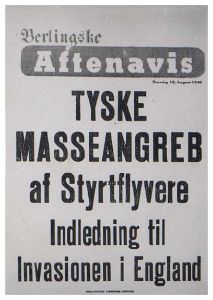 Berlingske
Aftenavis
TYSKE
MASSEANGREB
af Styrtflyvere
Indledning til
Invasionen i England